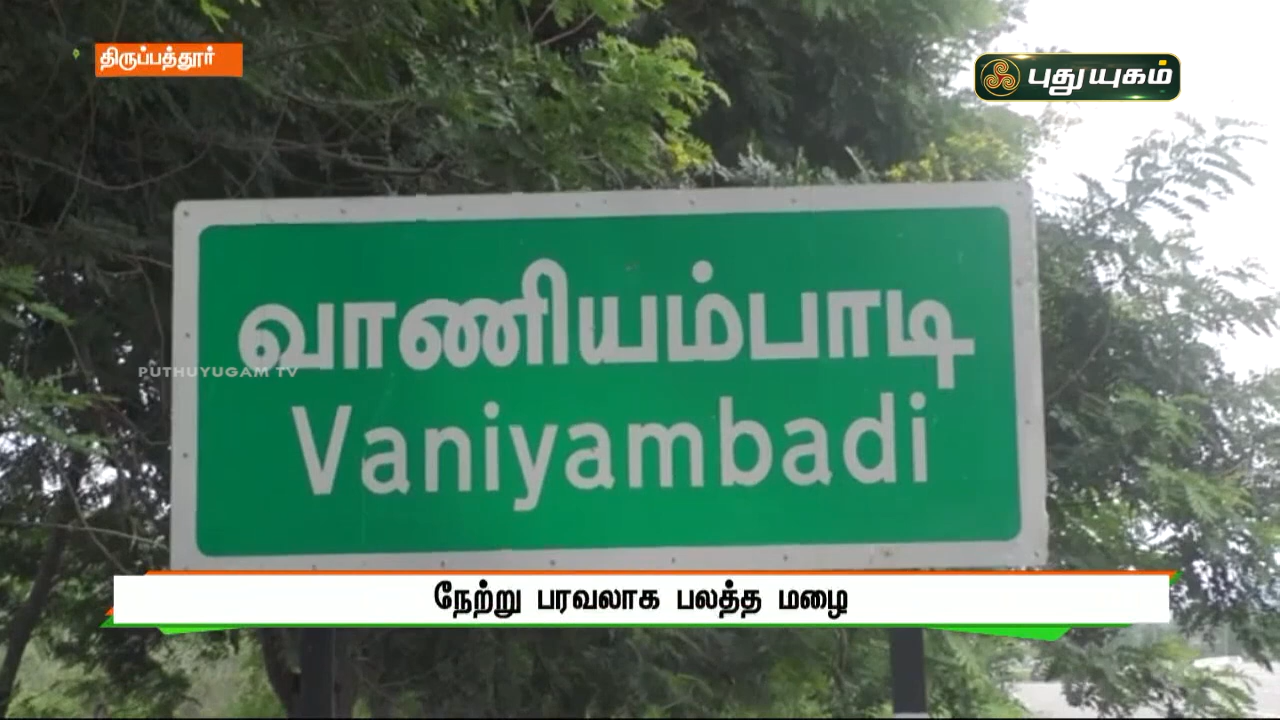 திருப்பத்தூர்
புதுயுகம்
வாணியம்பாடி
PUTHUYUGAM TV
Vaniyambadi
நேற்று பரவலாக பலத்த மழை